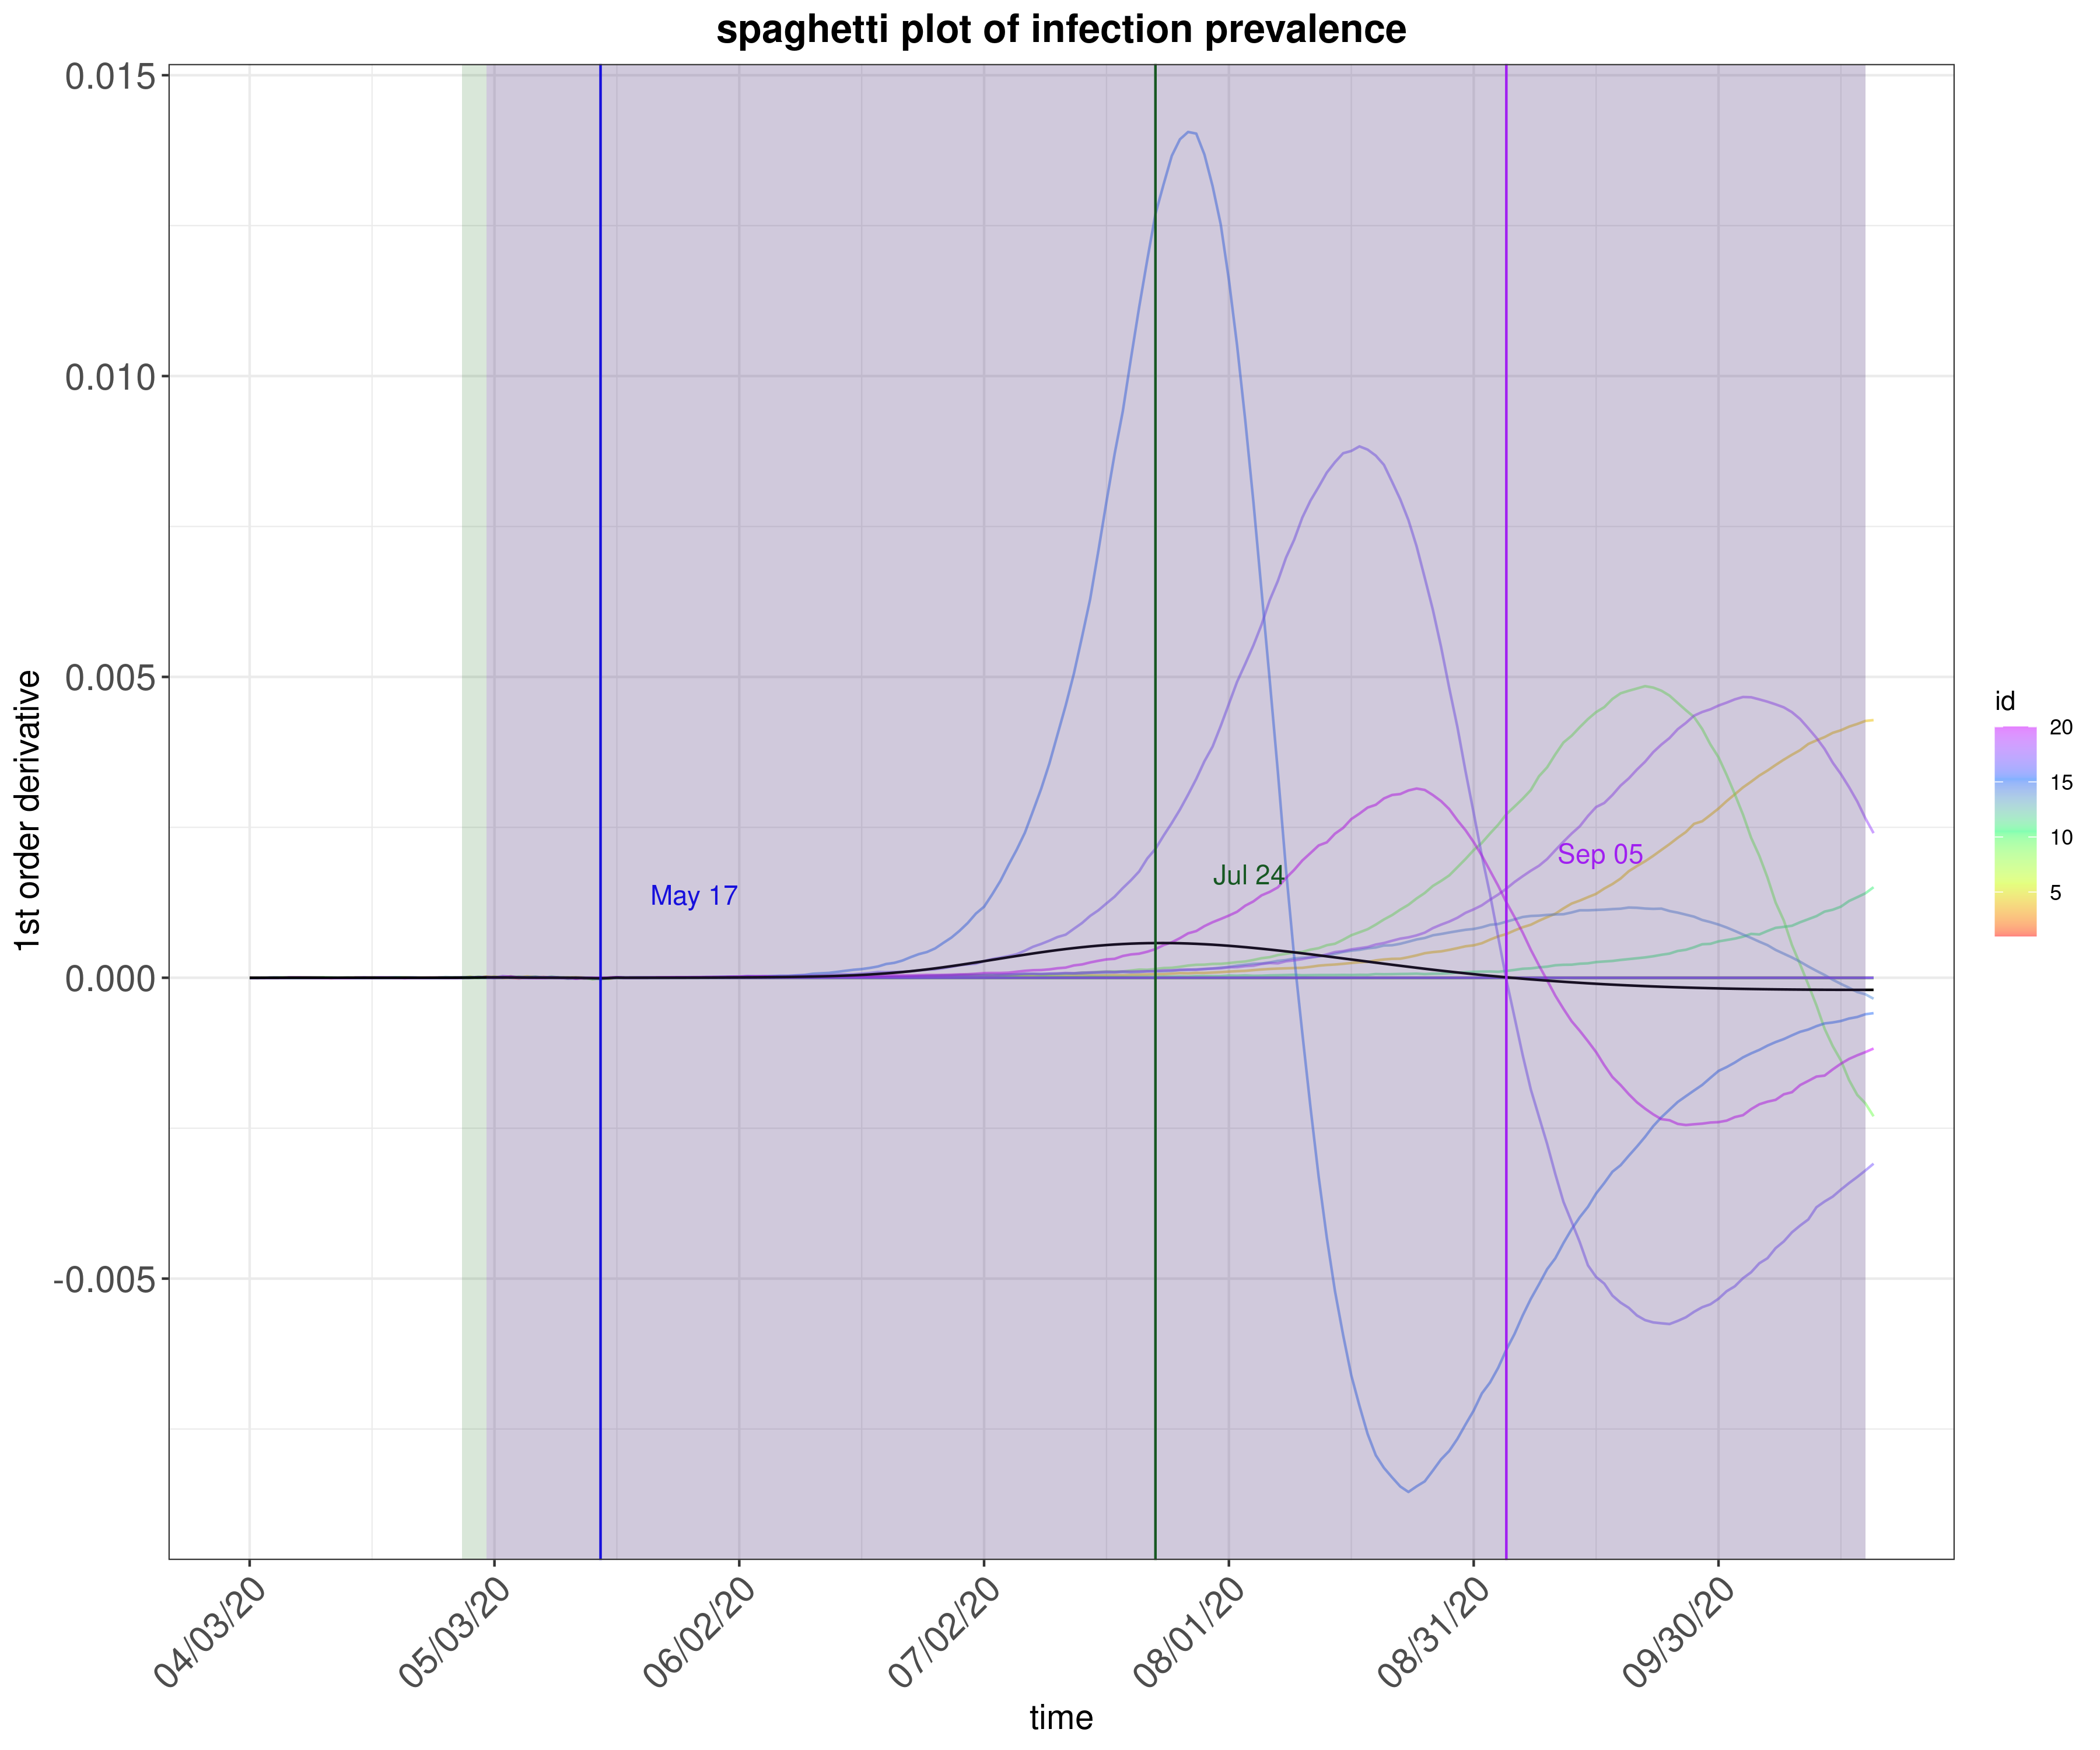 spaghetti plot of infection prevalence
1st order derivative
0.015
0.010
0.005
0.000
-0.005
May 17
Jul 24
Sep 05
04/03/20
05/03/20
06/02/20
07/02/20
08/01/20
08/31/20
09/30/20
time
id
20
15
10
5